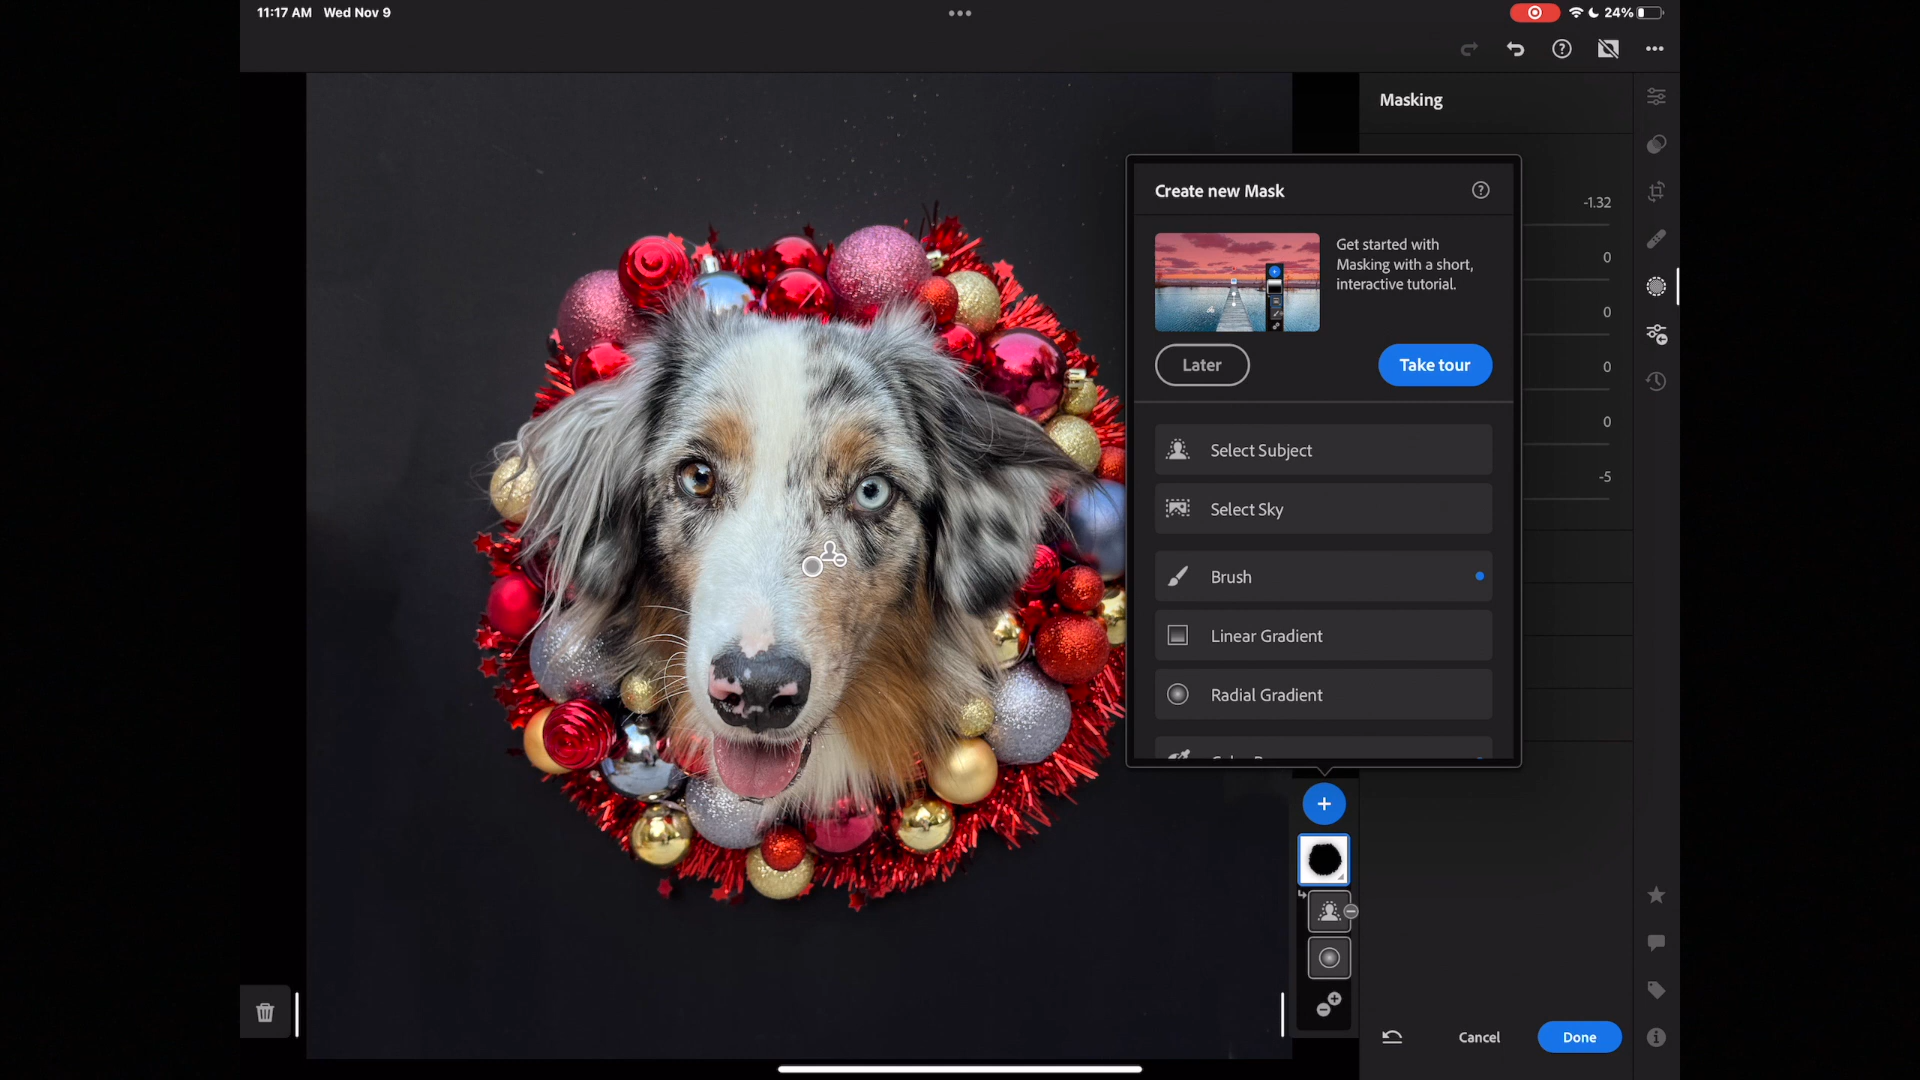 11:17 AM Wed Nov 9
24%
Masking
Create new Mask
-1.32
Get started with
Masking with a short,
interactive tutorial.
0
0
Later
Take tour
0
0
Select Subject
-5
Select Sky
Brush
Linear Gradient
Radial Gradient
Cancel
Done